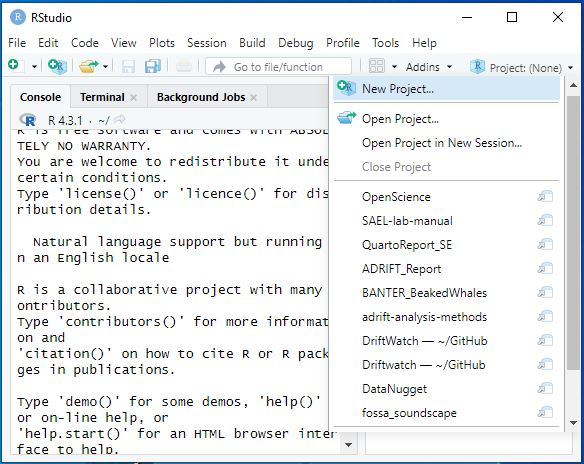 RStudio
File Edit Code View Plots Session Build Debug Profile Tools Help
Go to file/function
Addins
Project: (None)
Console Terminal Background Jobs
R 4.3.1 · ~/
R is free software and comes with ABSOL
TELY NO WARRANTY.
You are welcome to redistribute it unde
certain conditions.
Type 'license()' or 'licence()' for dis
ribution details.
Natural language support but running
n an English locale
R is a collaborative project with many
ontributors.
Type 'contributors()' for more informat
on and
'citation()' on how to cite R or R pack
ges in publications.
Type 'demo()' for some demos, 'help()'
or on-line help, or
'help.start()' for an HTML browser inter
face to help.
New Project...
Open Project...
Open Project in New Session...
Close Project
OpenScience
SAEL-lab-manual
QuartoReport_SE
ADRIFT_Report
BANTER_BeakedWhales
adrift-analysis-methods
DriftWatch — ~/GitHub
Driftwatch — ~/GitHub
DataNugget
fossa_soundscape